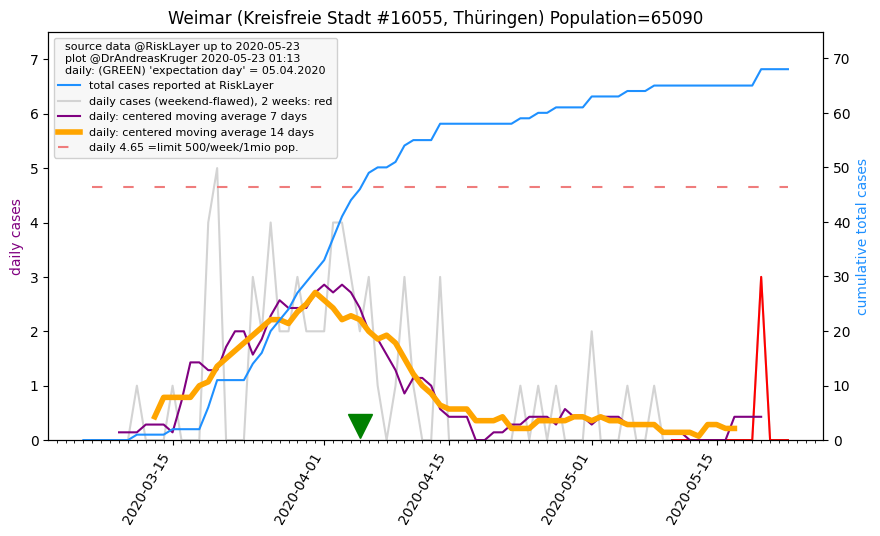 Weimar (Kreisfreie Stadt #16055, Thüringen) Population=65090
source data @RiskLayer up to 2020-05-23
plot @DrAndreasKruger 2020-05-23 01:13
daily: (GREEN) 'expectation day' = 05.04.2020
total cases reported at RiskLayer
daily cases (weekend-flawed), 2 weeks: red
daily: centered moving average 7 days
daily: centered moving average 14 days
daily 4.65 =limit 500/week/1mio pop.
daily cases
7
6
5
4
3
2
1
0
70
60
50
40
30
20
10
0
cumulative total cases
2020-03-15
2020-04-01
2020-04-15
2020-05-01
2020-05-15